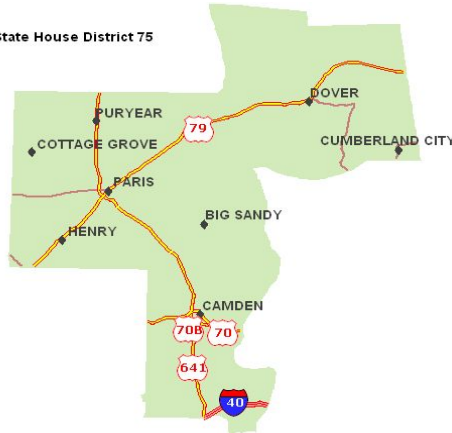 State House District 75
DOVER
PURYEAR
79
CUMBERLAND CITY
COTTAGE GROVE
PARIS
BIG SANDY
HENRY
CAMDEN
70B
70
641
40